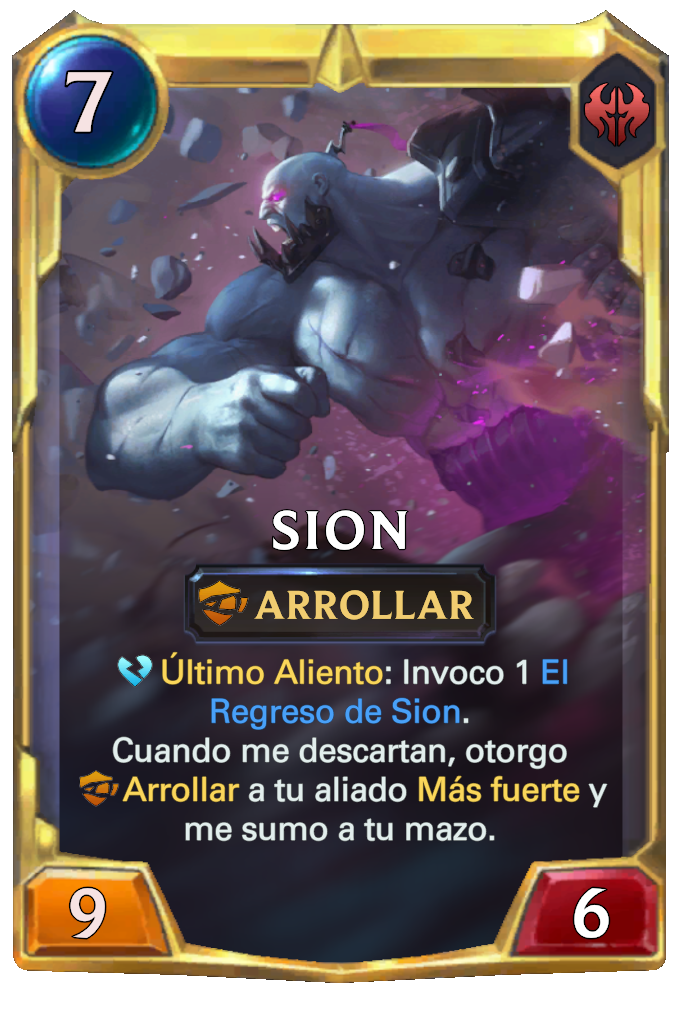 7
SION
ARROLLAR
Último Aliento: Invoco 1 El
Regreso de Sion.
Cuando me descartan, otorgo
Arrollar a tu aliado Más fuerte y
me sumo a tu mazo.
9
6